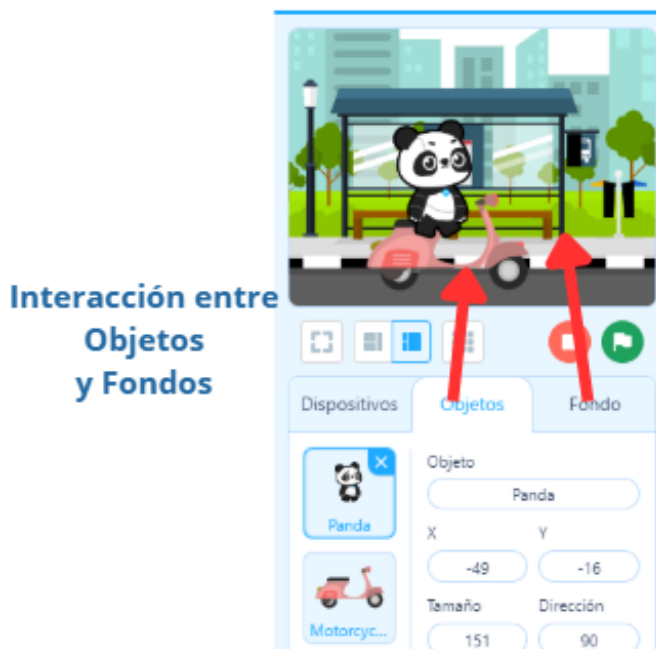 Interacción entre
Objetos
y Fondos
Dispositivos Objetos Fondo
Objeto
Panda
Panda
X Y
-49 -16
Tamaño Dirección
Motorcyc...
151 90